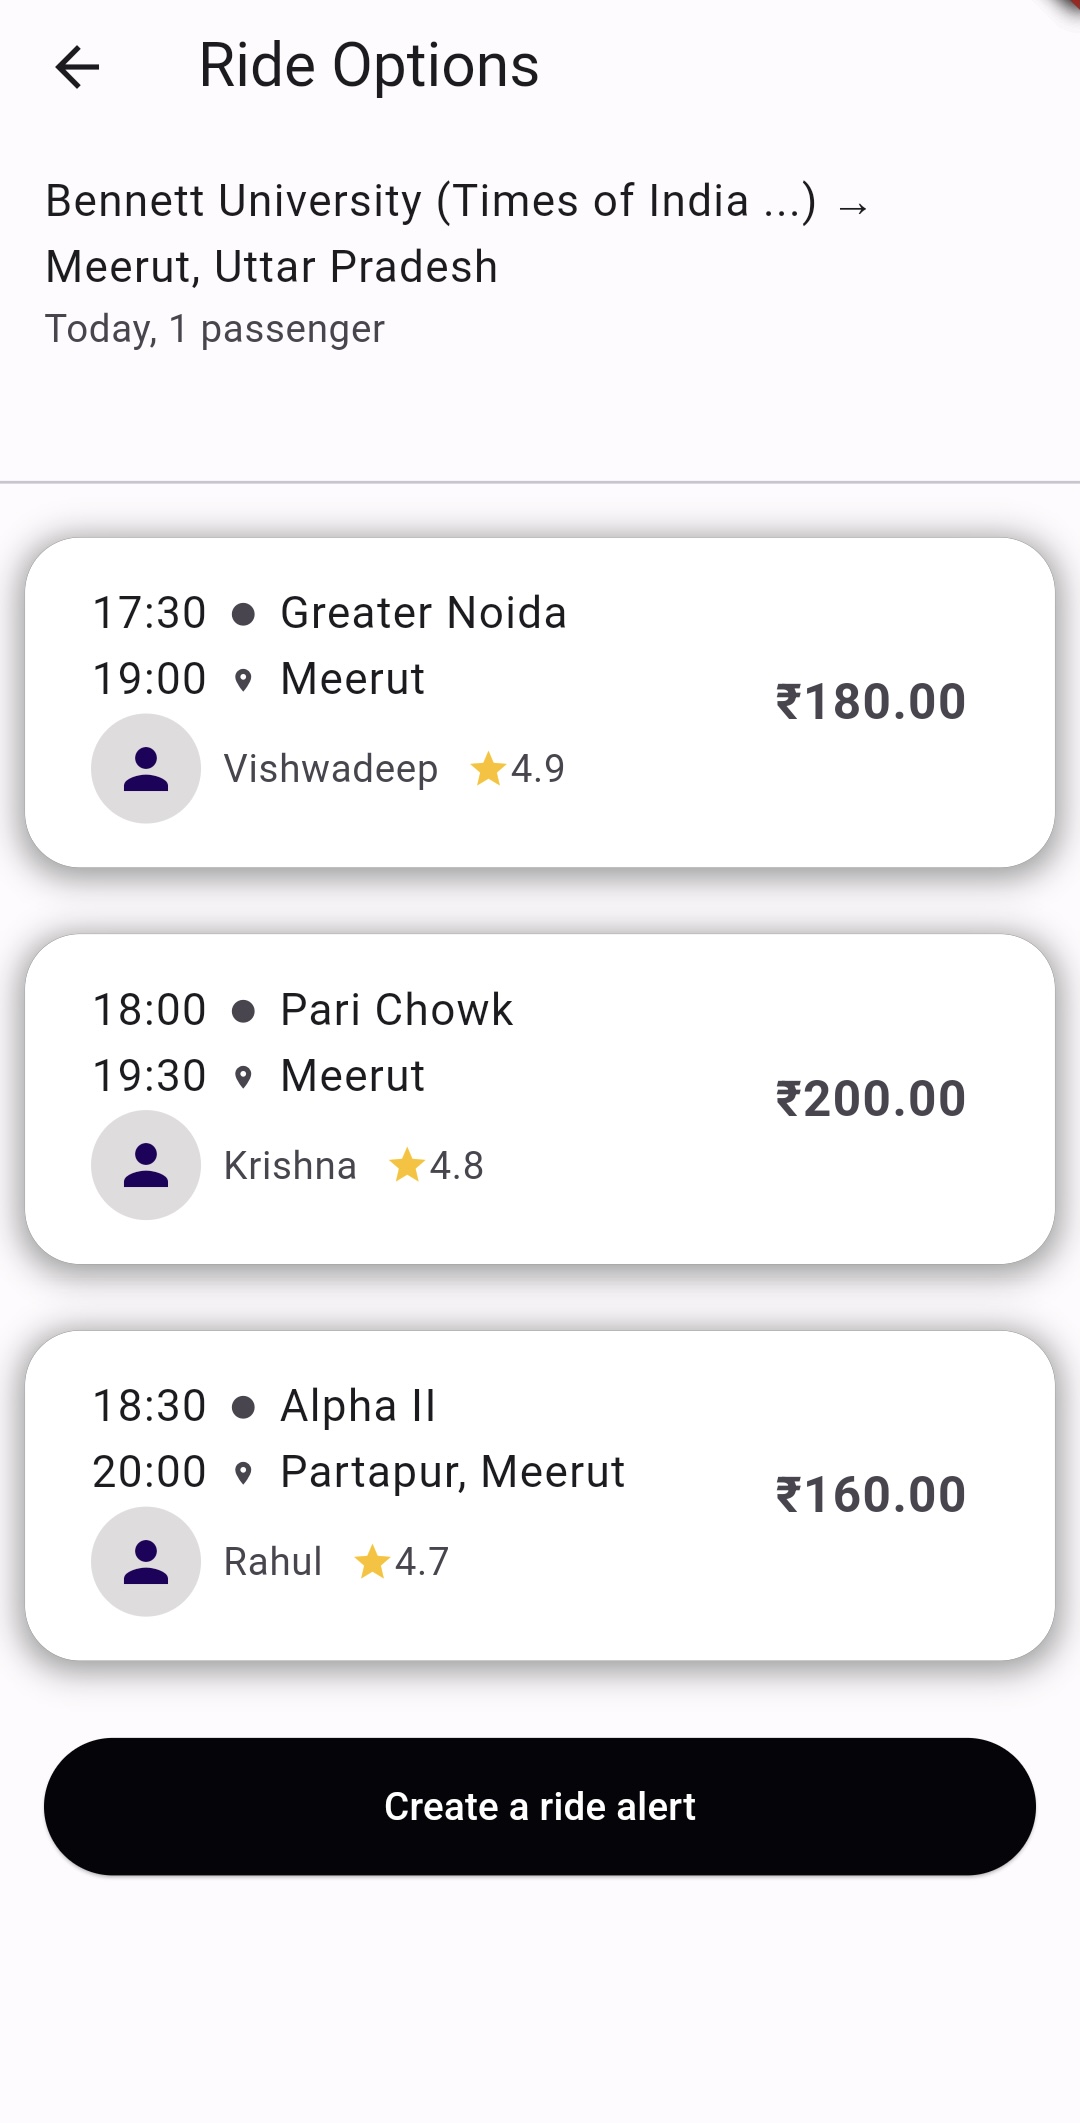 Ride Options
Bennett University (Times of India ...) →
Meerut, Uttar Pradesh
Today, 1 passenger
17:30 Greater Noida
19:00 Meerut
₹180.00
Vishwadeep 4.9
18:00 Pari Chowk
19:30 Meerut
₹200.00
Krishna 4.8
18:30 Alpha II
20:00 Partapur, Meerut
₹160.00
Rahul 4.7
Create a ride alert